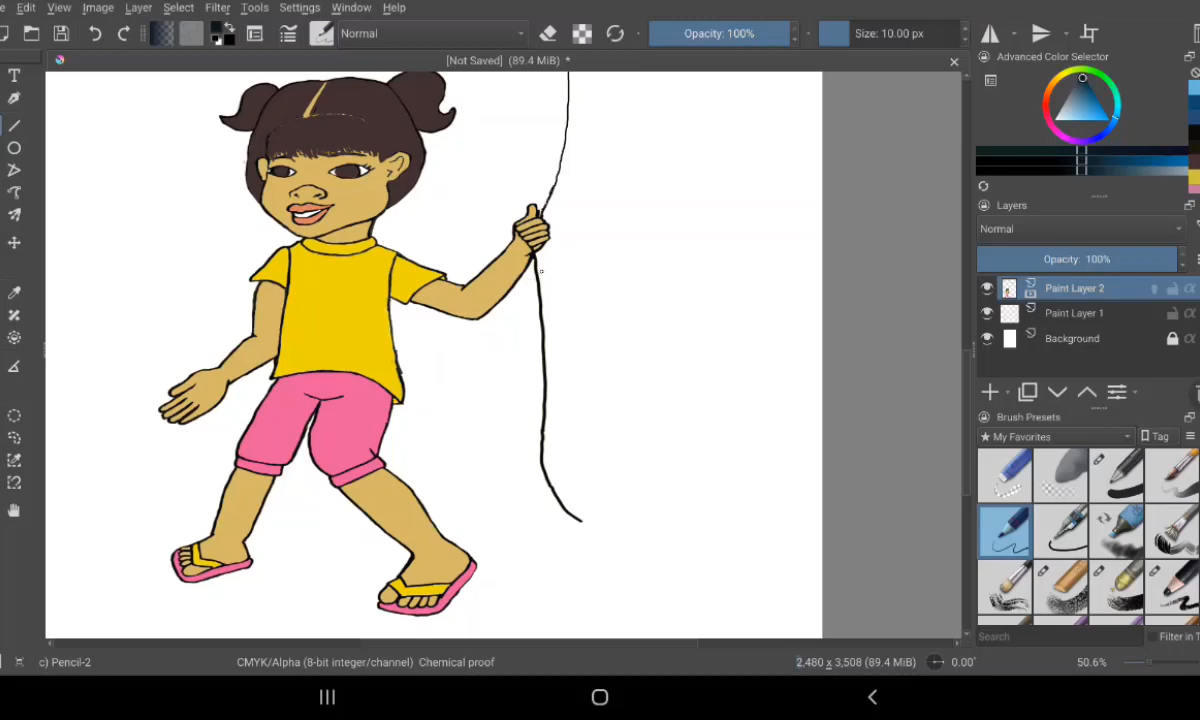 e Edit View Image Layer Select Filter Tools Settings Window Help
Normal
Opacity: 100%
Size: 10.00 px
[Not Saved] (89.4 MiB) *
Advanced Color Selector
Layers
Normal
Opacity: 100%
Paint Layer 2
Paint Layer 1
Background
Brush Presets
★ My Favorites
Tag
Search
Filter in T
c) Pencil-2
CMYK/Alpha (8-bit integer/channel) Chemical proof
2,480 x 3,508 (89.4 MiB)
0.00°
50.6%